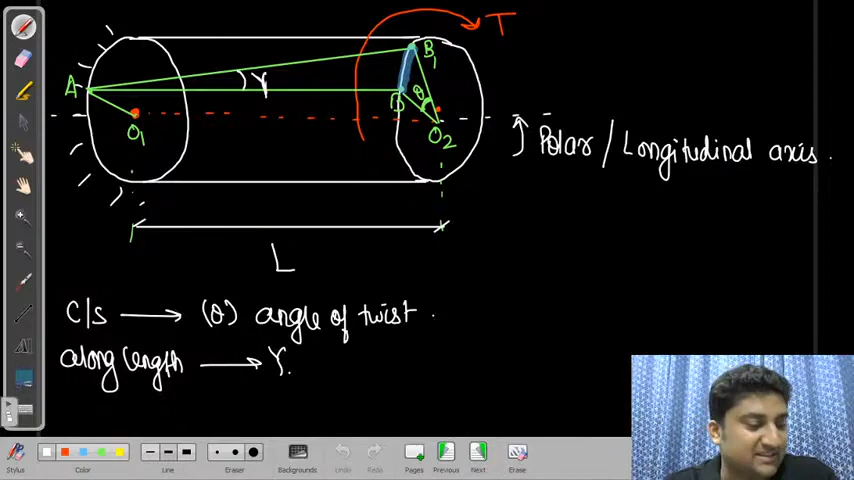 T
A
B1
γ
B
θ
O1
O2
Polar / Longitudinal axis.
L
C/s → (θ) angle of twist.
along length → γ.
Stylus
Color
Line
Eraser
Backgrounds
Undo
Redo
Pages
Previous
Next
Erase